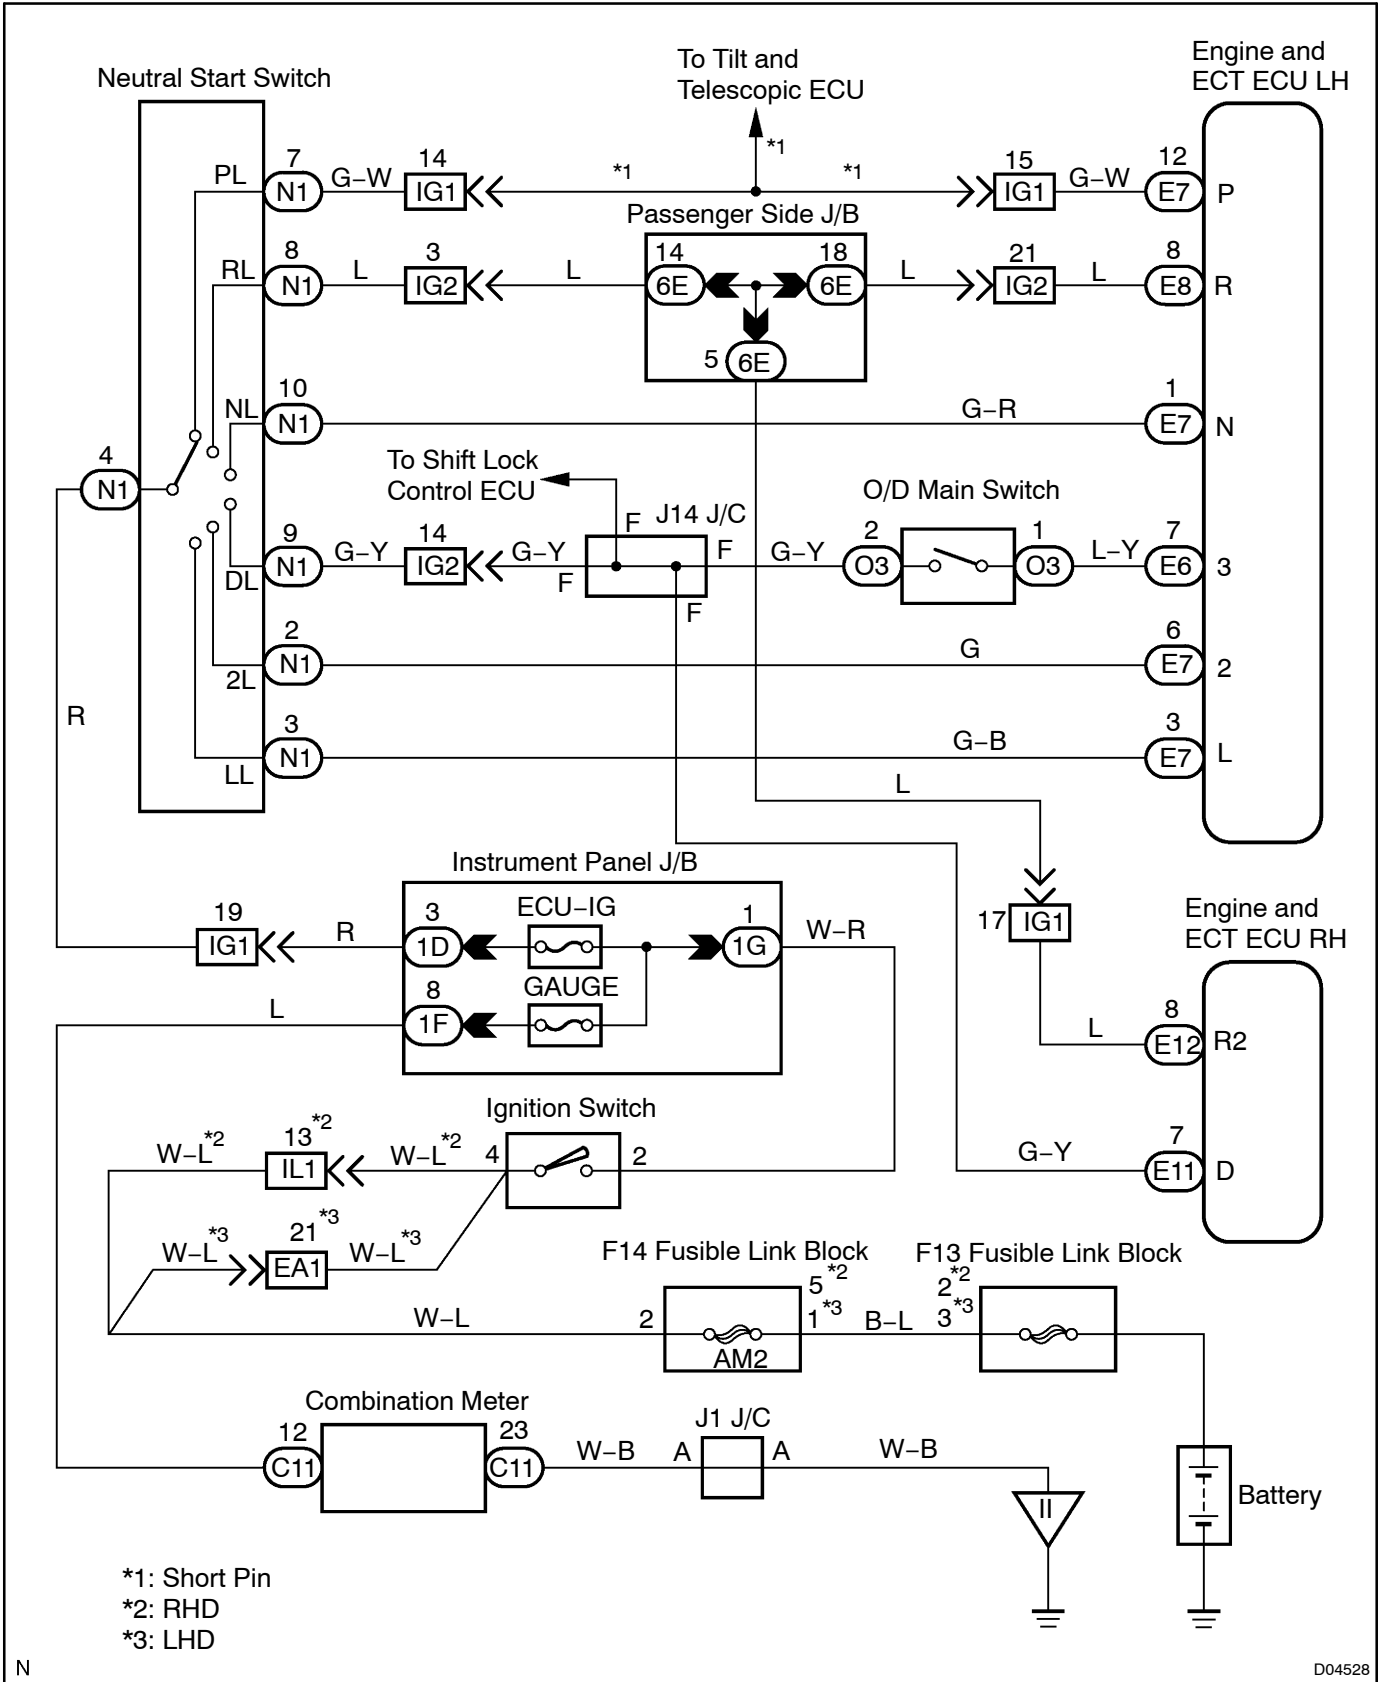 Neutral Start Switch
To Tilt and
Telescopic ECU
Engine and
ECT ECU LH
*1
PL
7
N1
G–W
14
IG1
*1
*1
15
IG1
G–W
12
E7
P
Passenger Side J/B
RL
8
N1
L
3
IG2
L
14
6E
18
6E
L
21
IG2
L
8
E8
R
5
6E
NL
10
N1
G–R
1
E7
N
4
N1
To Shift Lock
Control ECU
O/D Main Switch
F
J14 J/C
DL
9
N1
G–Y
14
IG2
G–Y
F
F
F
G–Y
2
O3
1
O3
L–Y
7
E6
3
2L
2
N1
G
6
E7
2
R
LL
3
N1
G–B
3
E7
L
L
Instrument Panel J/B
19
IG1
R
3
1D
ECU–IG
1
1G
W–R
17
IG1
Engine and
ECT ECU RH
L
8
1F
GAUGE
L
8
E12
R2
Ignition Switch
W–L*2
13*2
IL1
W–L*2
4
2
G–Y
7
E11
D
W–L*3
21*3
EA1
W–L*3
F14 Fusible Link Block
F13 Fusible Link Block
W–L
2
AM2
5*2
1*3
B–L
2*2
3*3
Combination Meter
12
C11
23
C11
W–B
A
J1 J/C
A
W–B
II
Battery
*1: Short Pin
*2: RHD
*3: LHD
N
D04528